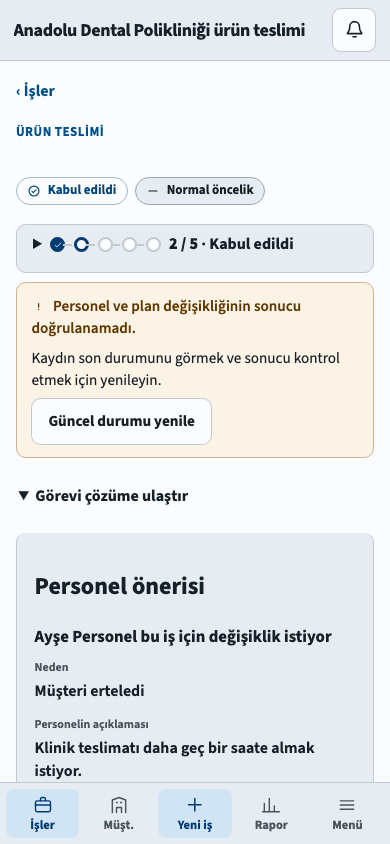 Anadolu Dental Polikliniği ürün teslimi
‹ İşler
ÜRÜN TESLİMİ
Kabul edildi
Normal öncelik
2 / 5 · Kabul edildi
! Personel ve plan değişikliğinin sonucu
doğrulanamadı.
Kaydın son durumunu görmek ve sonucu kontrol
etmek için yenileyin.
Güncel durumu yenile
Görevi çözüme ulaştır
Personel önerisi
Ayşe Personel bu iş için değişiklik istiyor
Neden
Müşteri erteledi
Personelin açıklaması
Klinik teslimatı daha geç bir saate almak
istiyor.
İşler
Müşt.
Yeni iş
Rapor
Menü